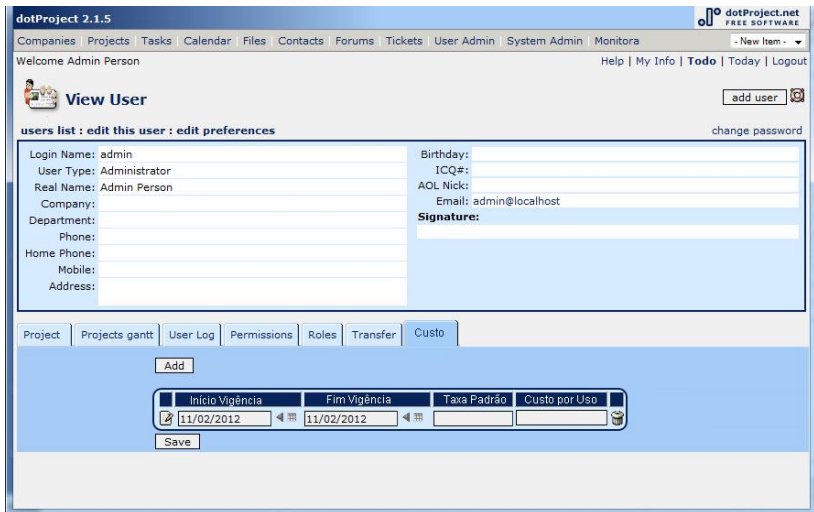 dotProject 2.1.5
dotProject.net
FREE SOFTWARE
Companies Projects Tasks Calendar Files Contacts Forums Tickets User Admin System Admin Monitora - New Item -
Welcome Admin Person Help | My Info | Todo | Today | Logout
View User add user
users list : edit this user : edit preferences change password
Login Name: admin Birthday:
User Type: Administrator ICQ#:
Real Name: Admin Person AOL Nick:
Company: Email: admin@localhost
Department: Signature:
Phone:
Home Phone:
Mobile:
Address:
Project Projects gantt User Log Permissions Roles Transfer Custo
Add
Início Vigência Fim Vigência Taxa Padrão Custo por Uso
11/02/2012 11/02/2012
Save